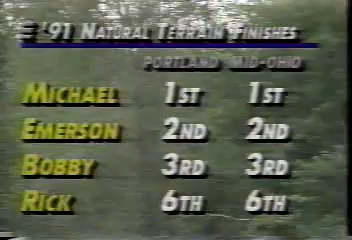 '91 NATURAL TERRAIN FINISHES
PORTLAND MID-OHIO
MICHAEL 1ST 1ST
EMERSON 2ND 2ND
BOBBY 3RD 3RD
RICK 6TH 6TH